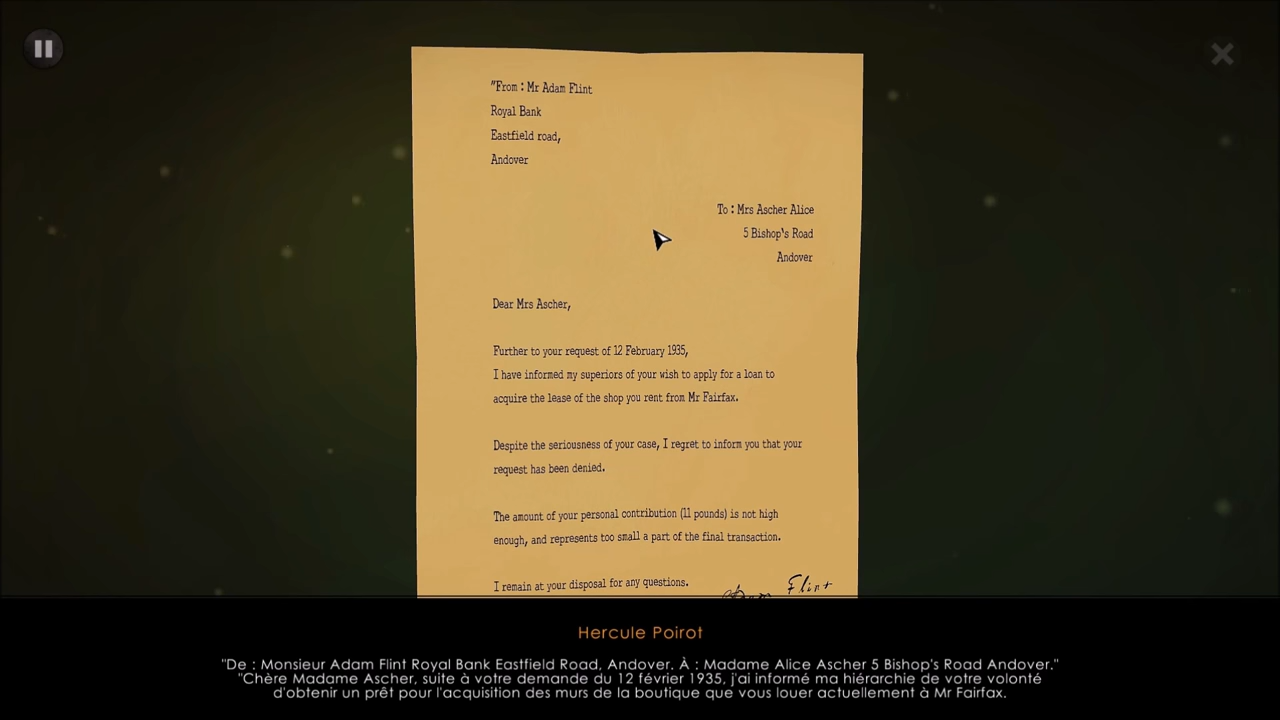 "From : Mr Adam Flint
Royal Bank
Eastfield road,
Andover
To : Mrs Ascher Alice
5 Bishop's Road
Andover
Dear Mrs Ascher,
Further to your request of 12 February 1935,
I have informed my superiors of your wish to apply for a loan to
acquire the lease of the shop you rent from Mr Fairfax.
Despite the seriousness of your case, I regret to inform you that your
request has been denied.
The amount of your personal contribution (11 pounds) is not high
enough, and represents too small a part of the final transaction.
I remain at your disposal for any questions.
Flint
Hercule Poirot
"De : Monsieur Adam Flint Royal Bank Eastfield Road, Andover. À : Madame Alice Ascher 5 Bishop's Road Andover."
"Chère Madame Ascher, suite à votre demande du 12 février 1935, j'ai informé ma hiérarchie de votre volonté
d'obtenir un prêt pour l'acquisition des murs de la boutique que vous louer actuellement à Mr Fairfax.